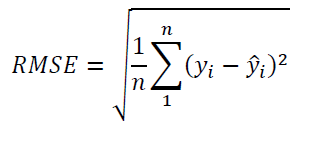 RMSE = √(1/n ∑₁ⁿ (yᵢ − ŷᵢ)²)